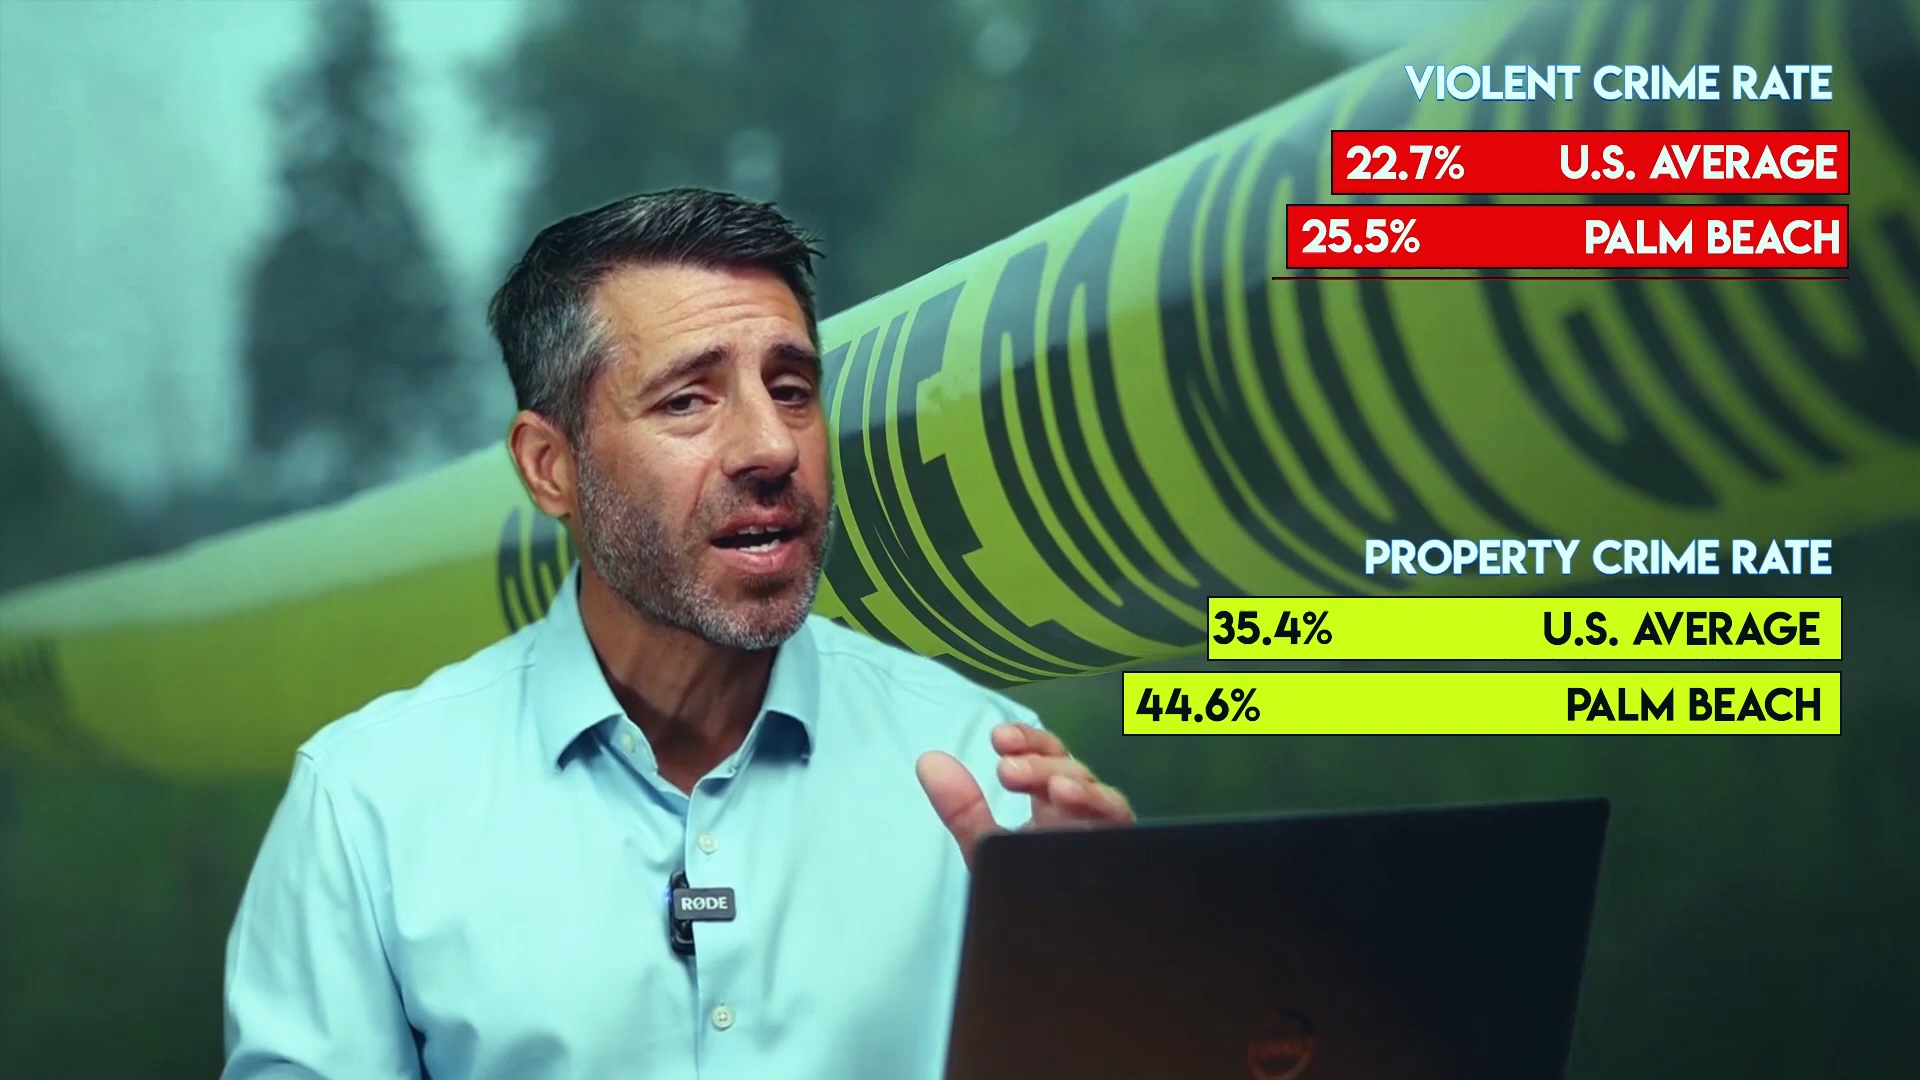 VIOLENT CRIME RATE
22.7% U.S. AVERAGE
25.5% PALM BEACH
PROPERTY CRIME RATE
35.4% U.S. AVERAGE
44.6% PALM BEACH
RØDE